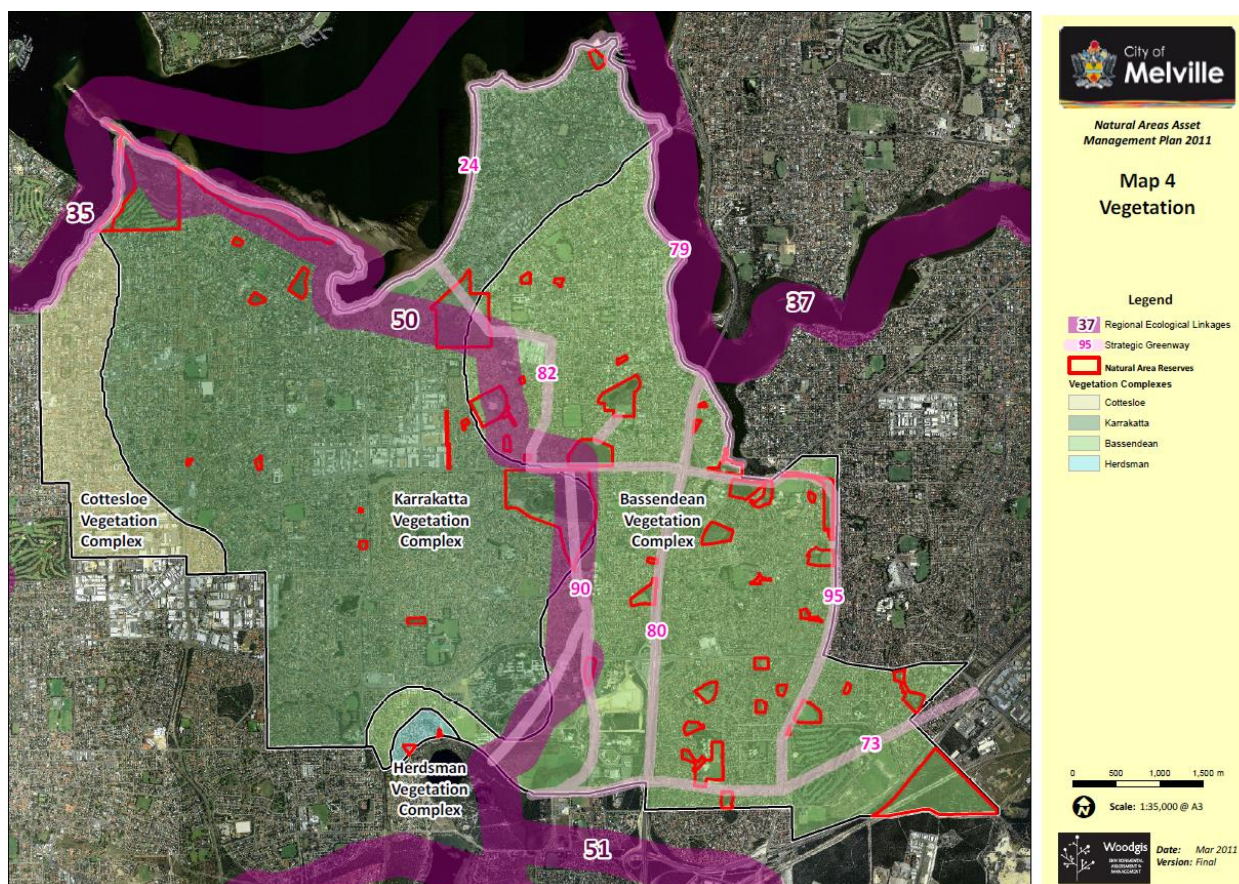 24
35
79
37
50
82
Cottesloe
Vegetation
Complex
Karrakatta
Vegetation
Complex
Bassendean
Vegetation
Complex
90
95
80
73
Herdsman
Vegetation
Complex
51
City of
Melville
Natural Areas Asset
Management Plan 2011
Map 4
Vegetation
Legend
37 Regional Ecological Linkages
95 Strategic Greenway
Natural Area Reserves
Vegetation Complexes
Cottesloe
Karrakatta
Bassendean
Herdsman
0 500 1,000 1,500 m
N Scale: 1:35,000 @ A3
Woodgis
ENVIRONMENTAL
ASSESSMENT &
MANAGEMENT
Date: Mar 2011
Version: Final